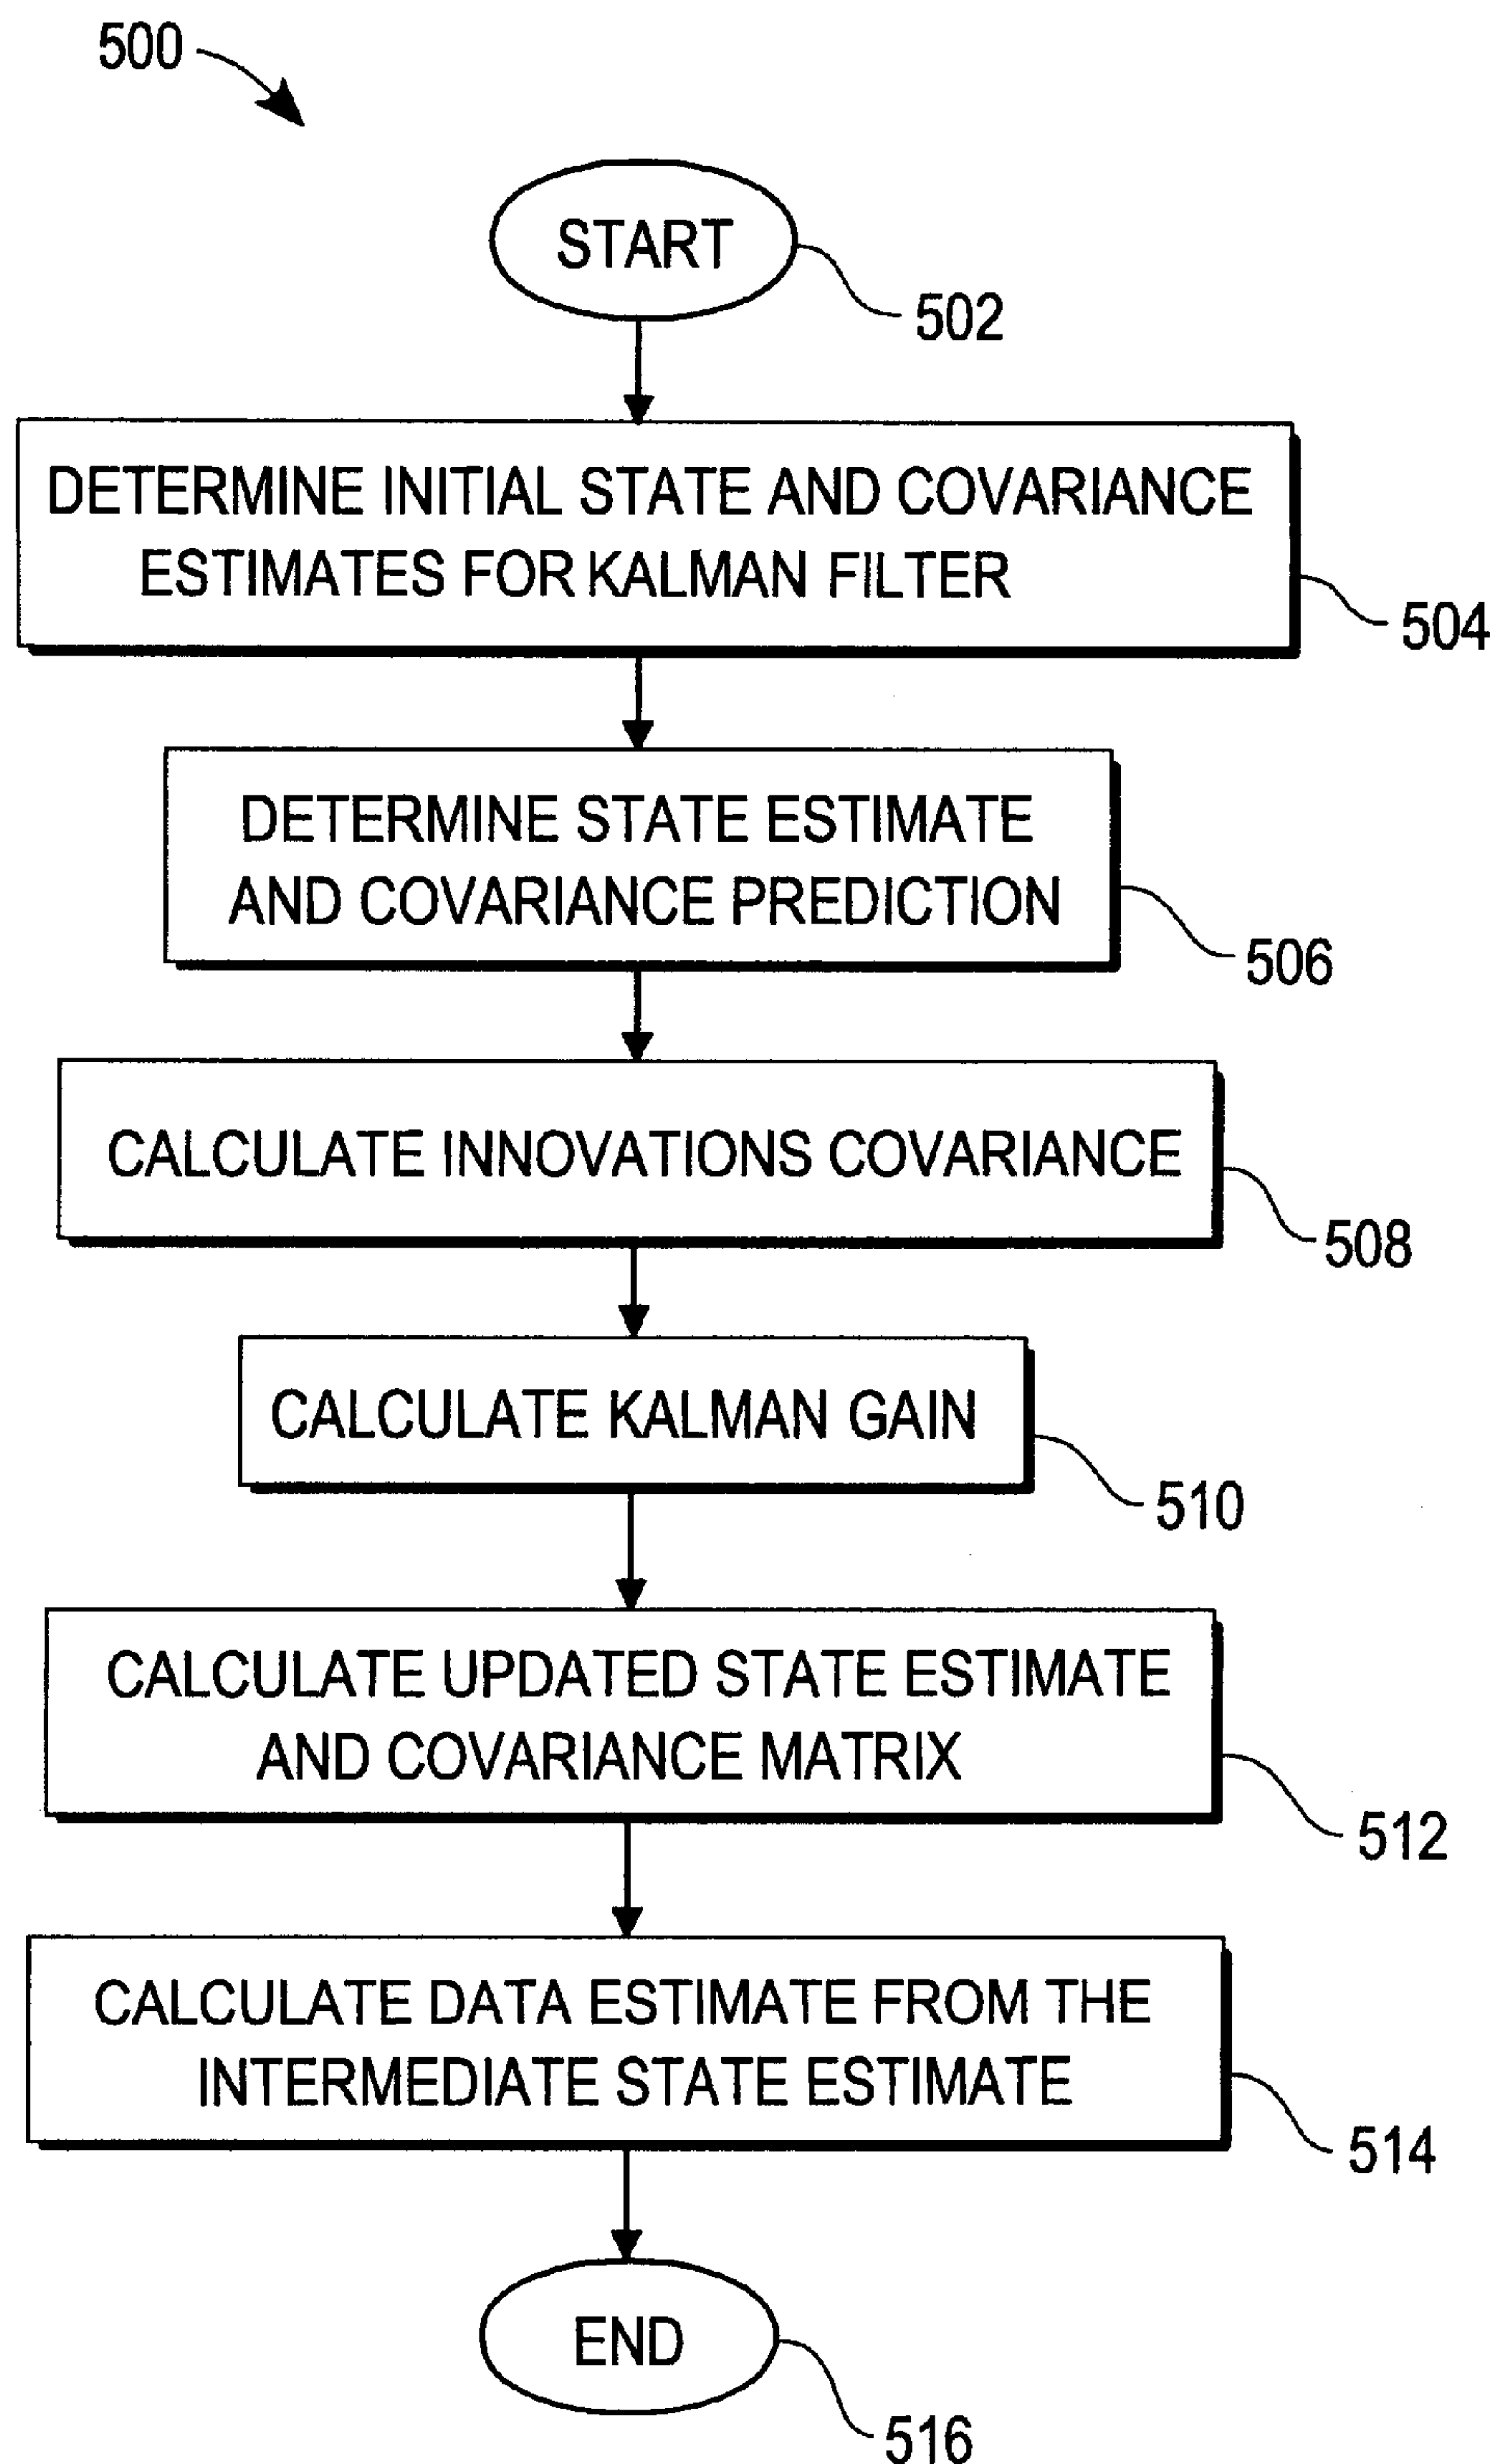 500
START
502
DETERMINE INITIAL STATE AND COVARIANCE
ESTIMATES FOR KALMAN FILTER
504
DETERMINE STATE ESTIMATE
AND COVARIANCE PREDICTION
506
CALCULATE INNOVATIONS COVARIANCE
508
CALCULATE KALMAN GAIN
510
CALCULATE UPDATED STATE ESTIMATE
AND COVARIANCE MATRIX
512
CALCULATE DATA ESTIMATE FROM THE
INTERMEDIATE STATE ESTIMATE
514
END
516